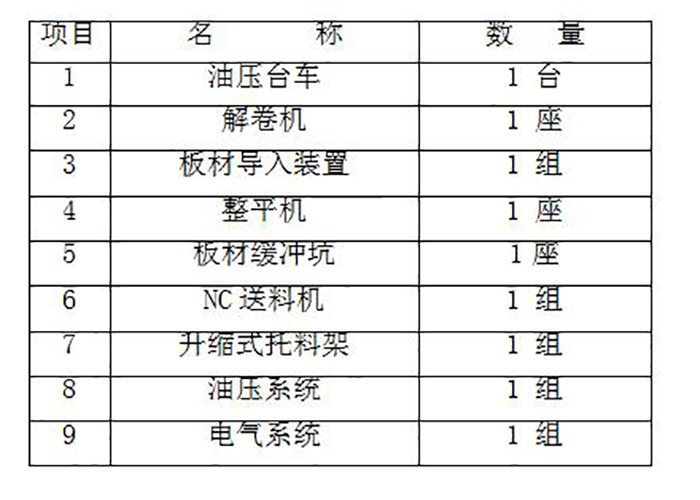 项目 名 称 数 量
1 油压台车 1 台
2 解卷机 1 座
3 板材导入装置 1 组
4 整平机 1 座
5 板材缓冲坑 1 座
6 NC 送料机 1 组
7 升缩式托料架 1 组
8 油压系统 1 组
9 电气系统 1 组